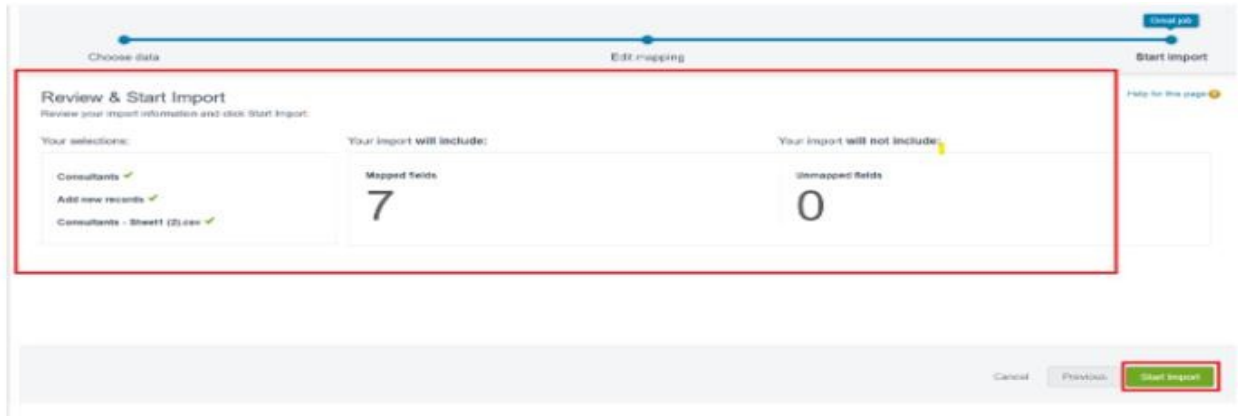 Great job
Choose data
Edit mapping
Start import
Review & Start Import
Help for this page
Review your import information and click Start Import.
Your selections:
Your import will include:
Your import will not include:
Consultants
Mapped fields
Unmapped fields
Add new records
7
0
Consultants - Sheet1 (2).csv
Cancel
Previous
Start Import